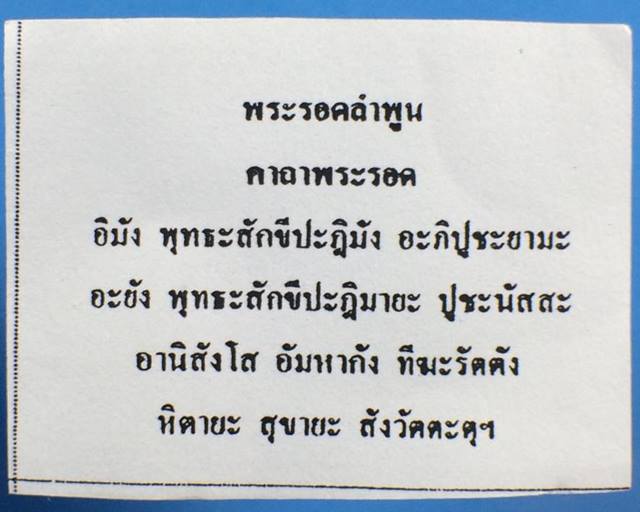 พระรอดลำพูน
คาถาพระรอด
อิมัง พุทธะสักขีปะฎิมัง อะภิปูชะยามะ
อะยัง พุทธะสักขีปะฎิมายะ ปูชะนัสสะ
อานิสังโส อัมหากัง ทีฆะรัตตัง
หิตายะ สุขายะ สังวัตตะตุฯ